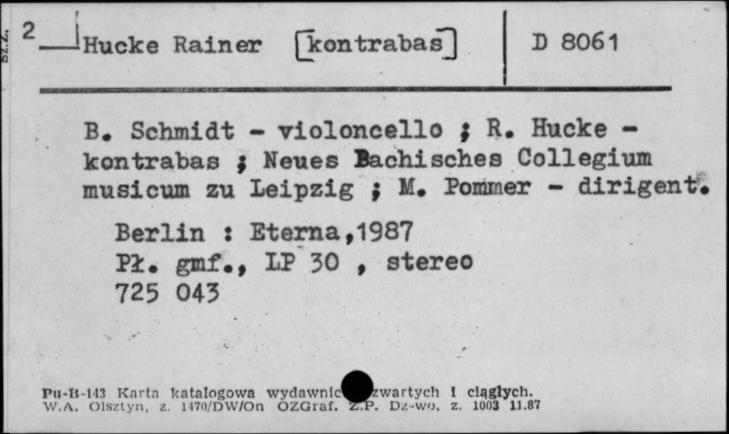 2
Hucke Rainer [kontrabas] D 8061
B. Schmidt - violoncello ; R. Hucke -
kontrabas ; Neues Bachisches Collegium
musicum zu Leipzig ; M. Pommer - dirigent.
Berlin : Eterna,1987
Pł. gmf., LP 30 , stereo
725 043
Pu-B-143 Karta katalogowa zwartych i ciągłych.
W.A. Olsztyn, z. 1470/DW/On OZGraf. Z.P. Dz-wo, z. 1003 11.87